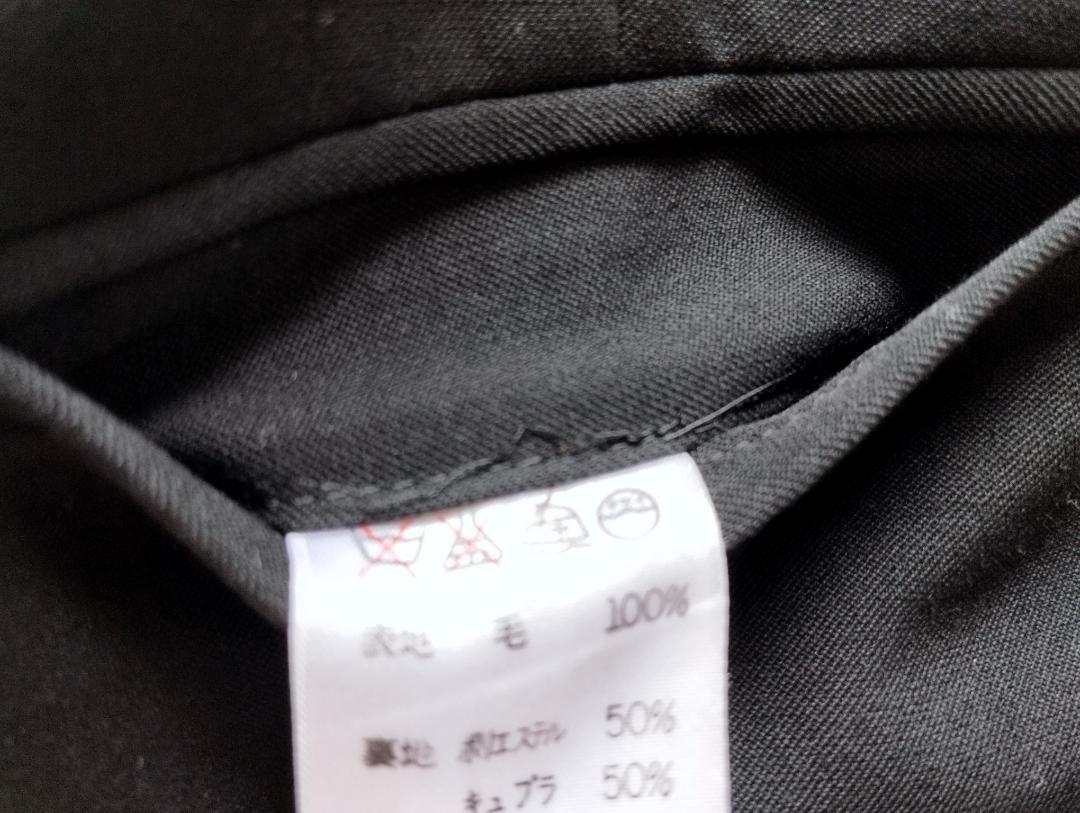 表地 毛 100%
裏地 ポリエステル 50%
キュプラ 50%